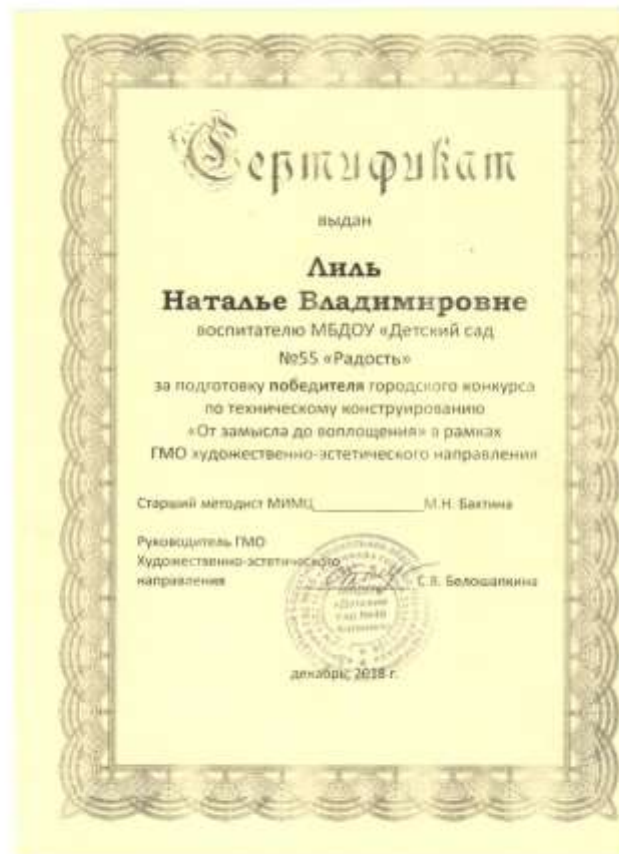 Сертификат
выдан
Лиль
Наталье Владимировне
воспитателю МБДОУ «Детский сад
№55 «Радость»
за подготовку победителя городского конкурса
по техническому конструированию
«От замысла до воплощения» в рамках
ГМО художественно-эстетического направления
Старший методист МИМЦ_______________М.Н. Бахтина
Руководитель ГМО
Художественно-эстетического
направления С.В. Белошапкина
«Детский
декабрь, 2018 г.